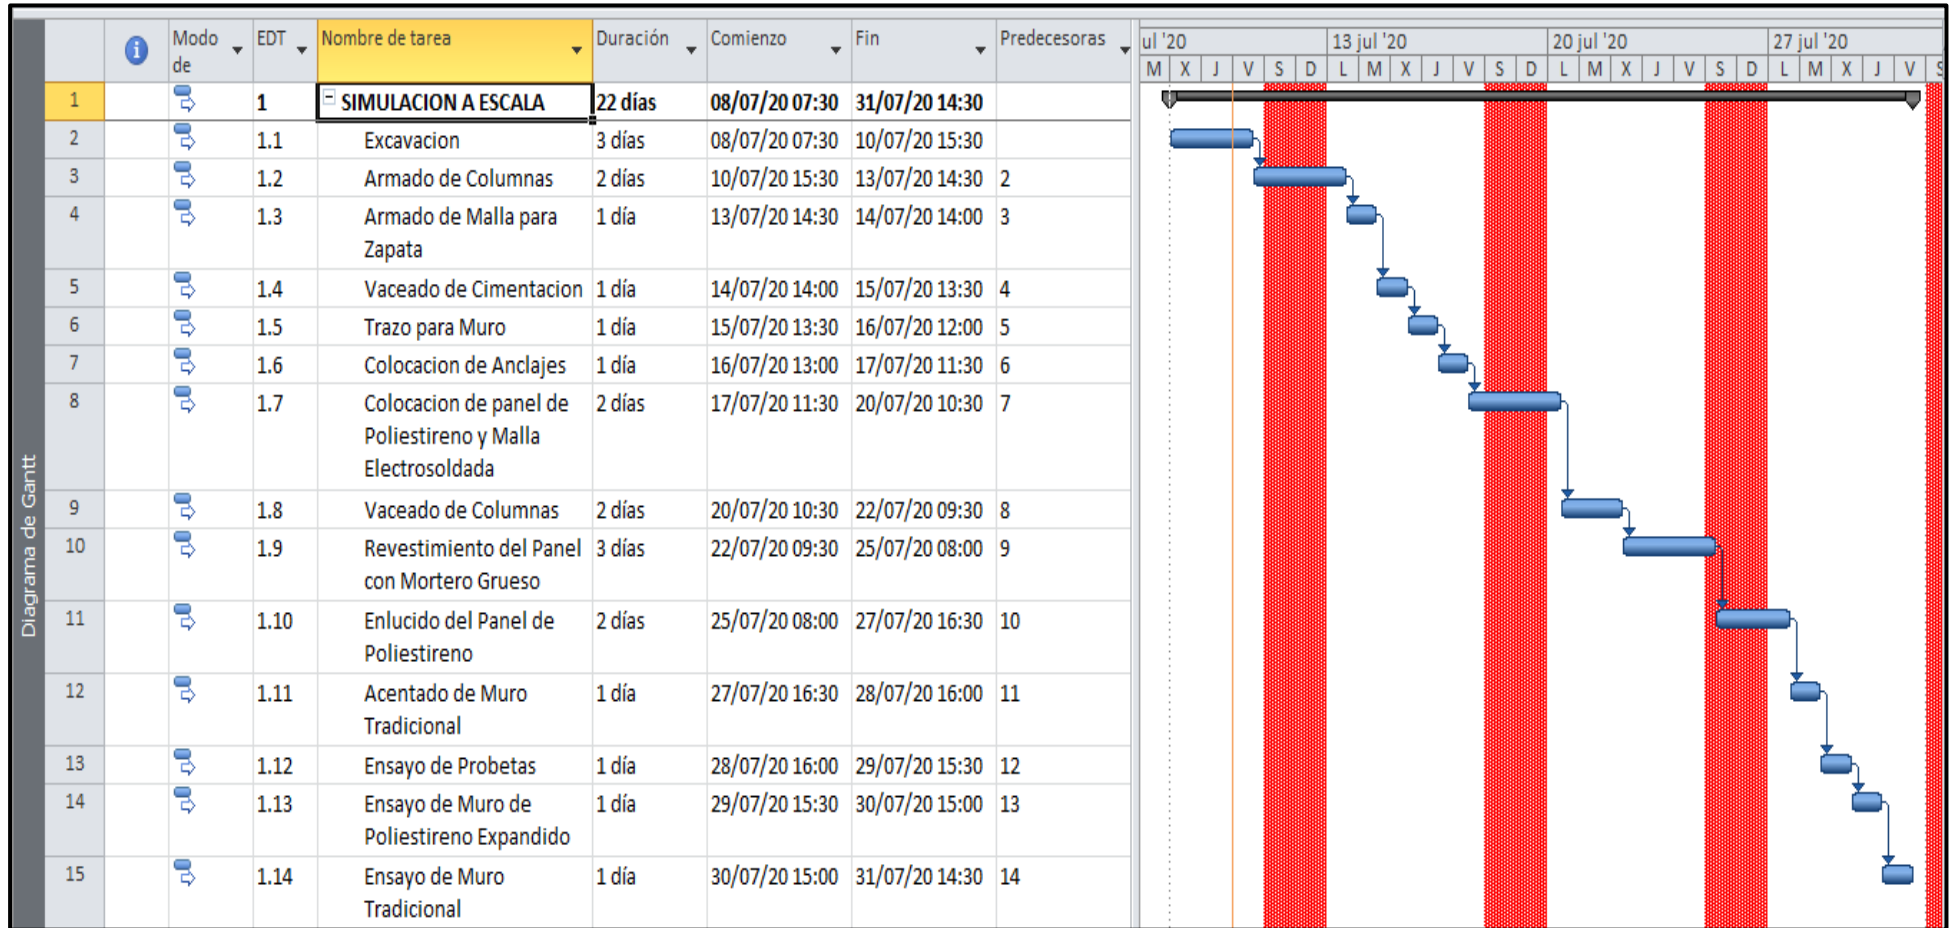 Modo de EDT Nombre de tarea Duración Comienzo Fin Predecesoras
ul '20 13 jul '20 20 jul '20 27 jul '20
M X J V S D L M X J V S D L M X J V S D L M X J V S
1 1 SIMULACION A ESCALA 22 días 08/07/20 07:30 31/07/20 14:30
2 1.1 Excavacion 3 días 08/07/20 07:30 10/07/20 15:30
3 1.2 Armado de Columnas 2 días 10/07/20 15:30 13/07/20 14:30 2
4 1.3 Armado de Malla para 1 día 13/07/20 14:30 14/07/20 14:00 3
Zapata
5 1.4 Vaceado de Cimentacion 1 día 14/07/20 14:00 15/07/20 13:30 4
6 1.5 Trazo para Muro 1 día 15/07/20 13:30 16/07/20 12:00 5
7 1.6 Colocacion de Anclajes 1 día 16/07/20 13:00 17/07/20 11:30 6
8 1.7 Colocacion de panel de 2 días 17/07/20 11:30 20/07/20 10:30 7
Poliestireno y Malla
Electrosoldada
9 1.8 Vaceado de Columnas 2 días 20/07/20 10:30 22/07/20 09:30 8
10 1.9 Revestimiento del Panel 3 días 22/07/20 09:30 25/07/20 08:00 9
con Mortero Grueso
11 1.10 Enlucido del Panel de 2 días 25/07/20 08:00 27/07/20 16:30 10
Poliestireno
12 1.11 Acentado de Muro 1 día 27/07/20 16:30 28/07/20 16:00 11
Tradicional
13 1.12 Ensayo de Probetas 1 día 28/07/20 16:00 29/07/20 15:30 12
14 1.13 Ensayo de Muro de 1 día 29/07/20 15:30 30/07/20 15:00 13
Poliestireno Expandido
15 1.14 Ensayo de Muro 1 día 30/07/20 15:00 31/07/20 14:30 14
Tradicional
Diagrama de Gantt